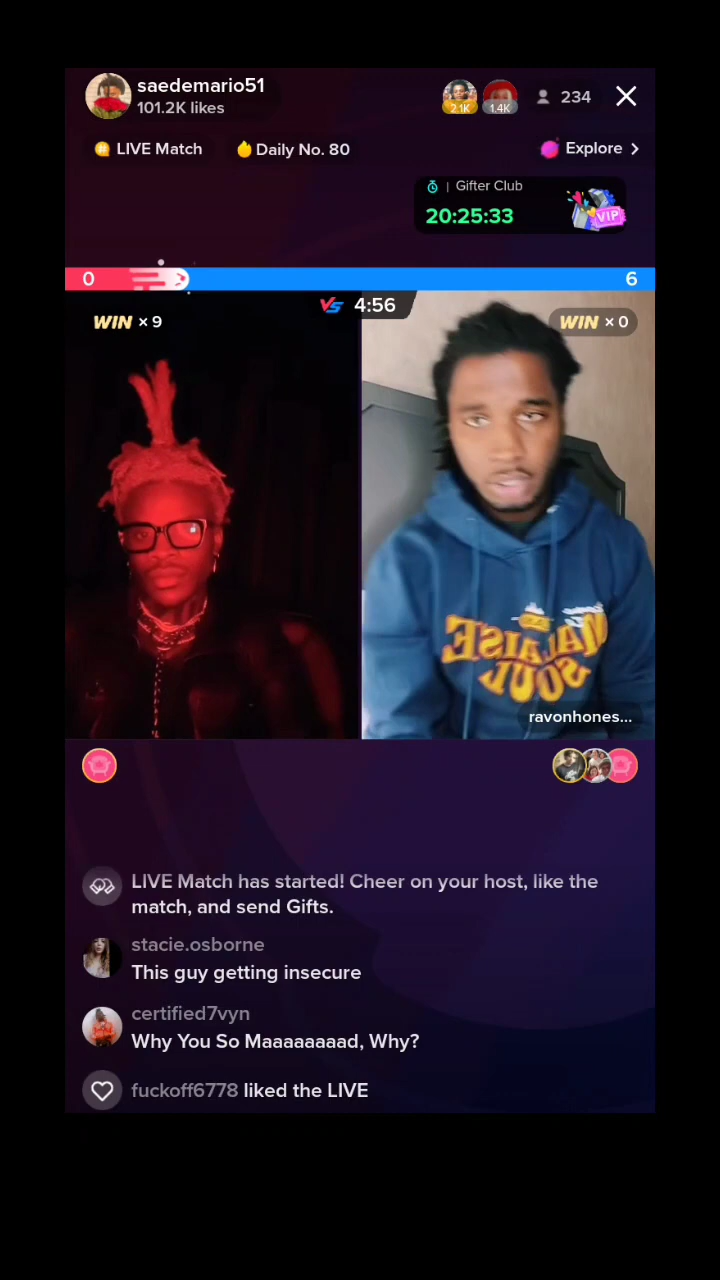 saedemario51
101.2K likes
2.1K
1.4K
234
LIVE Match
Daily No. 80
Explore
Gifter Club
20:25:33
VIP
0
6
VS 4:56
WIN × 9
WIN × 0
MALAISE
SOUL
ravonhones...
LIVE Match has started! Cheer on your host, like the
match, and send Gifts.
stacie.osborne
This guy getting insecure
certified7vyn
Why You So Maaaaaaaad, Why?
fuckoff6778 liked the LIVE